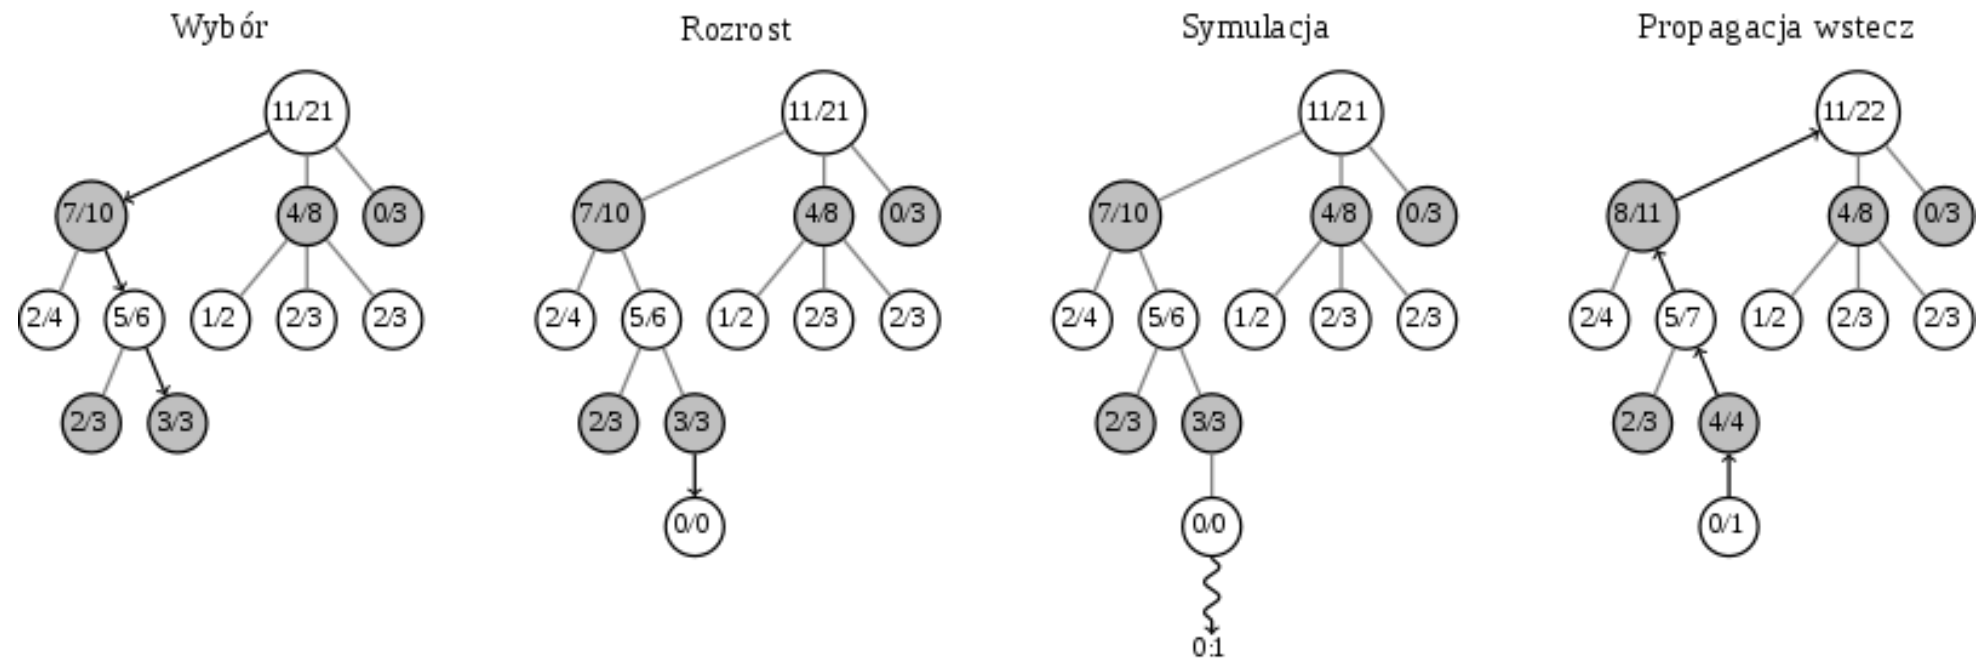 Wybór Rozrost Symulacja Propagacja wstecz
11/21 11/21 11/21 11/22
7/10 4/8 0/3 7/10 4/8 0/3 7/10 4/8 0/3 8/11 4/8 0/3
2/4 5/6 1/2 2/3 2/3 2/4 5/6 1/2 2/3 2/3 2/4 5/6 1/2 2/3 2/3 2/4 5/7 1/2 2/3 2/3
2/3 3/3 2/3 3/3 2/3 3/3 2/3 4/4
0/0 0/0 0/1
0:1